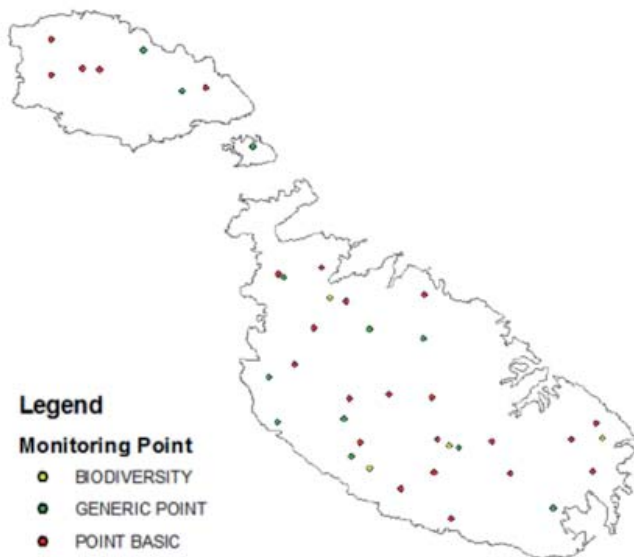 Legend
Monitoring Point
BIODIVERSITY
GENERIC POINT
POINT BASIC